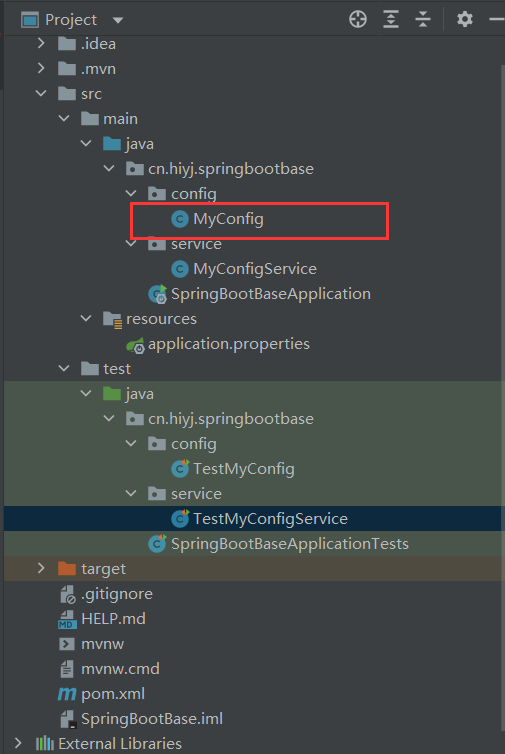 Project
.idea
.mvn
src
main
java
cn.hiyj.springbootbase
config
C MyConfig
service
C MyConfigService
C SpringBootBaseApplication
resources
application.properties
test
java
cn.hiyj.springbootbase
config
C TestMyConfig
service
C TestMyConfigService
C SpringBootBaseApplicationTests
target
.gitignore
MD HELP.md
mvnw
mvnw.cmd
m pom.xml
SpringBootBase.iml
External Libraries